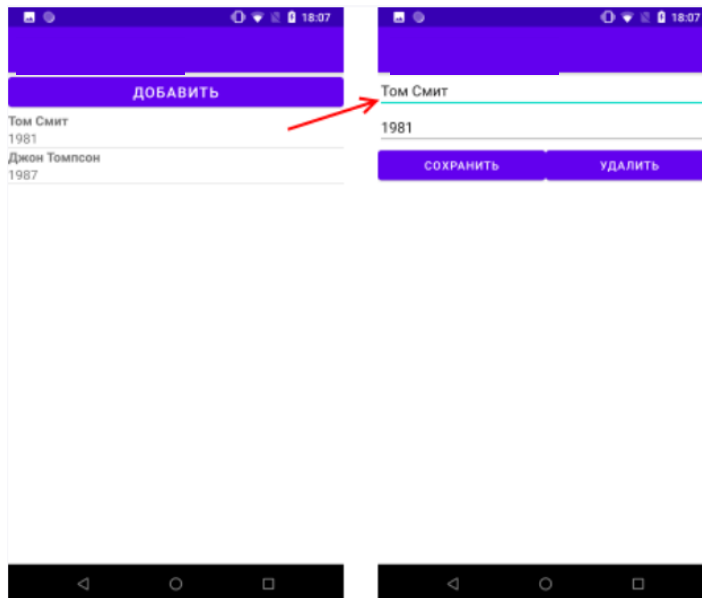 18:07
ДОБАВИТЬ
Том Смит
1981
Джон Томпсон
1987
18:07
Том Смит
1981
СОХРАНИТЬ
УДАЛИТЬ